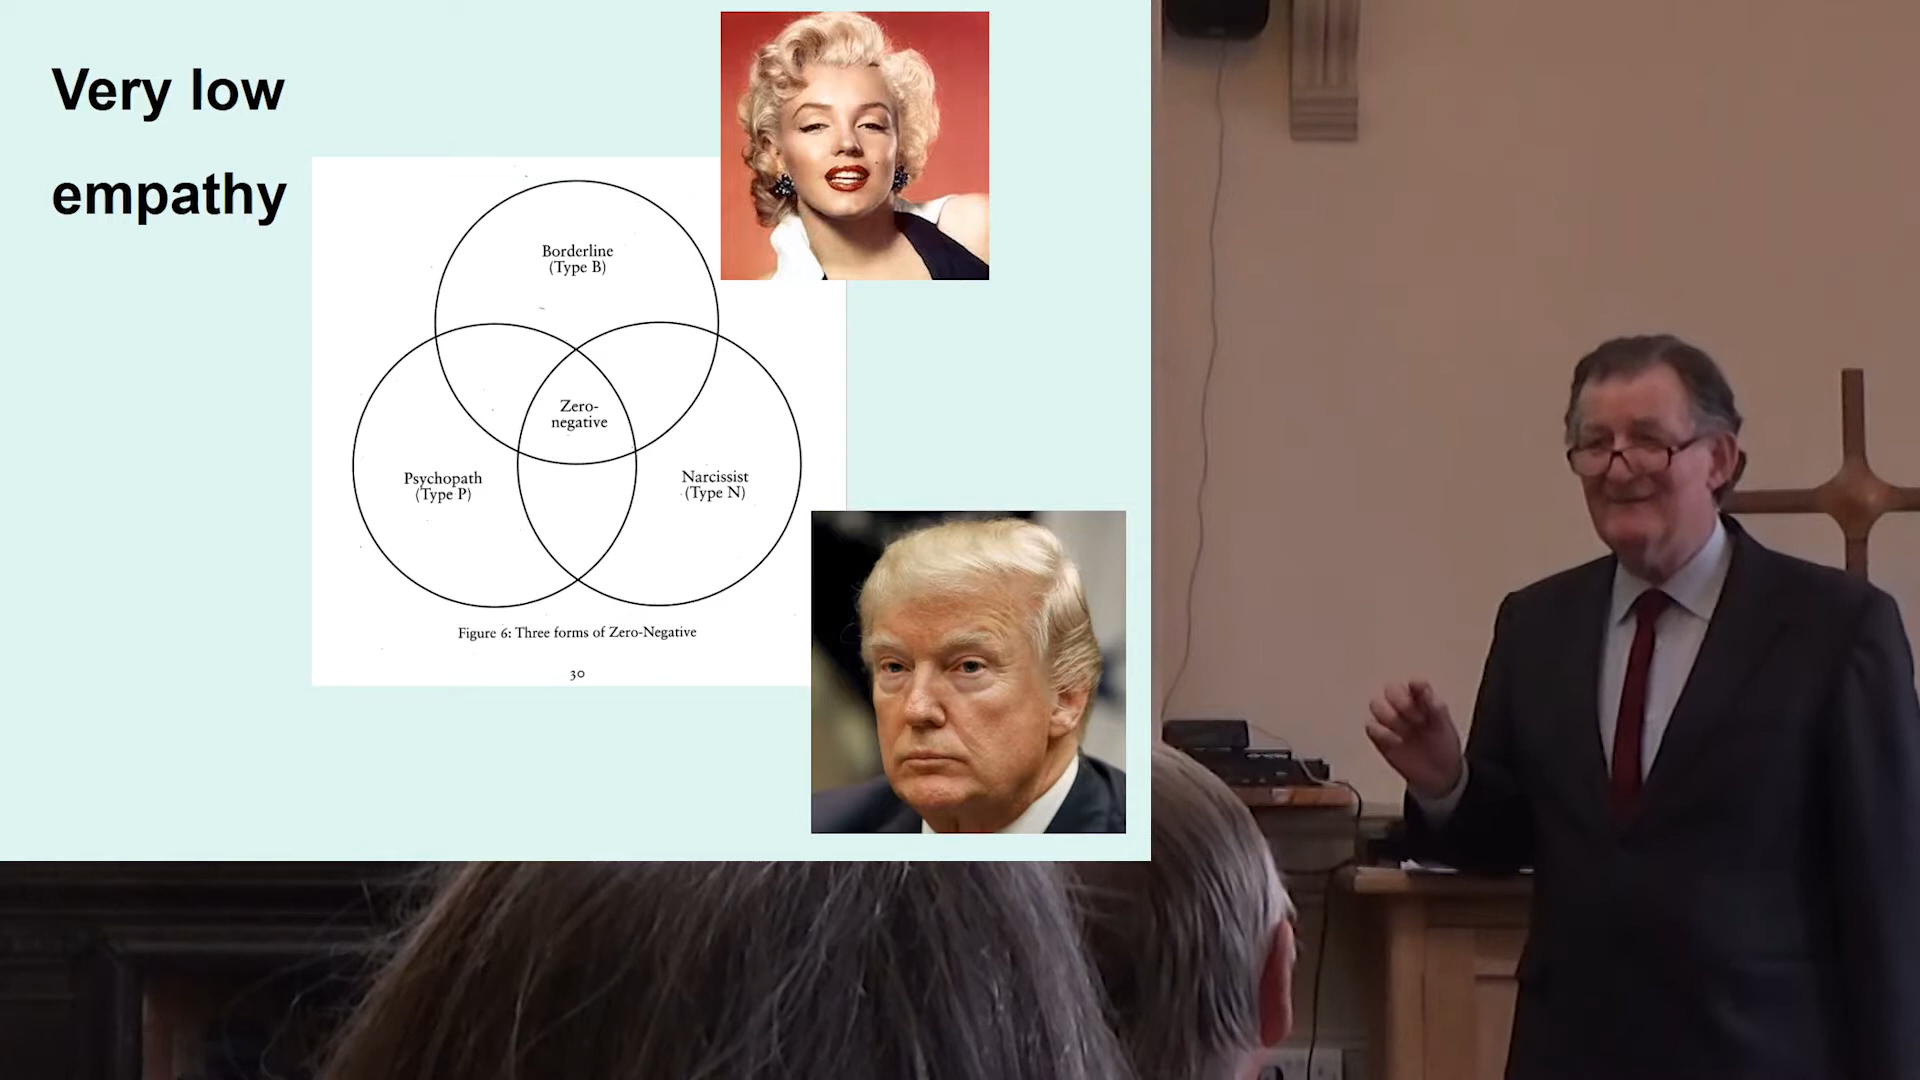 Very low
empathy
Borderline
(Type B)
Zero-
negative
Psychopath
(Type P)
Narcissist
(Type N)
Figure 6: Three forms of Zero-Negative
30